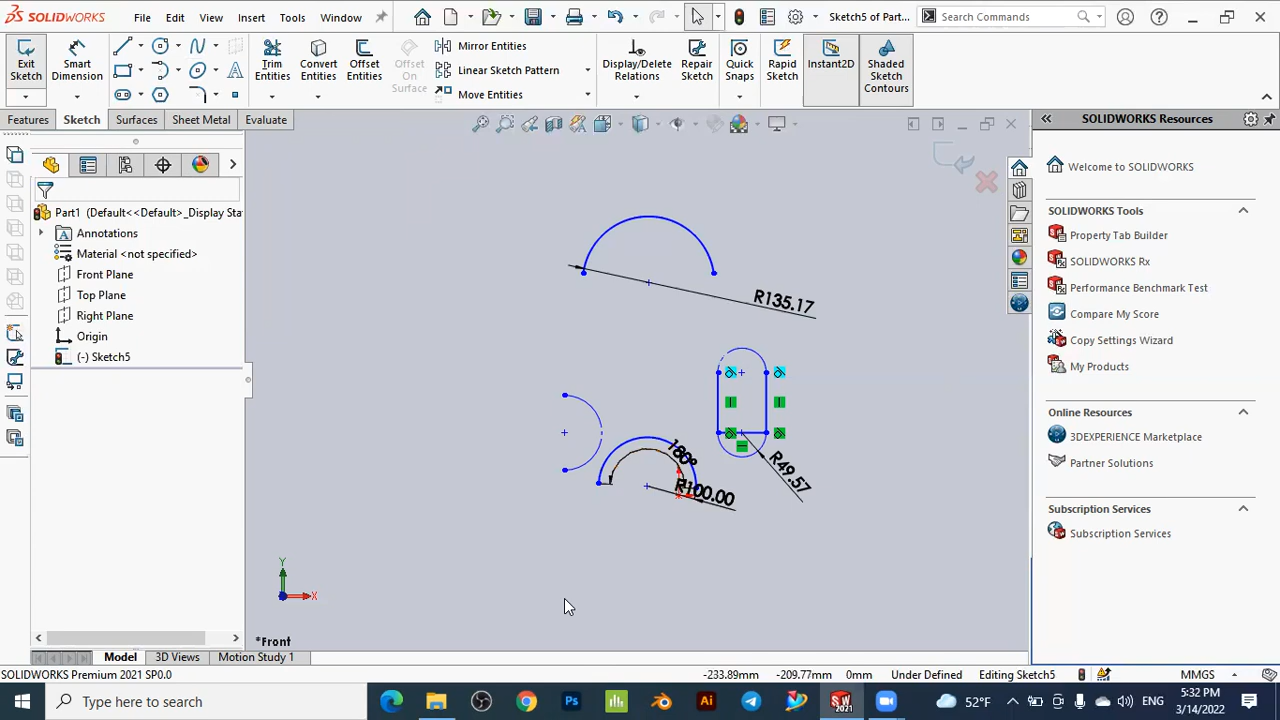 SOLIDWORKS File Edit View Insert Tools Window Sketch5 of Part... Search Commands
Exit Sketch
Smart Dimension
Trim Entities
Convert Entities
Offset Entities
Offset On Surface
Mirror Entities
Linear Sketch Pattern
Move Entities
Display/Delete Relations
Repair Sketch
Quick Snaps
Rapid Sketch
Instant2D
Shaded Sketch Contours
Features Sketch Surfaces Sheet Metal Evaluate
SOLIDWORKS Resources
Part1 (Default<<Default>_Display Sta
Annotations
Material <not specified>
Front Plane
Top Plane
Right Plane
Origin
(-) Sketch5
R135.17
180°
R100.00
R49.57
Y
X
*Front
Welcome to SOLIDWORKS
SOLIDWORKS Tools
Property Tab Builder
SOLIDWORKS Rx
Performance Benchmark Test
Compare My Score
Copy Settings Wizard
My Products
Online Resources
3DEXPERIENCE Marketplace
Partner Solutions
Subscription Services
Subscription Services
Model 3D Views Motion Study 1
SOLIDWORKS Premium 2021 SP0.0 -233.89mm -209.77mm 0mm Under Defined Editing Sketch5 MMGS
Type here to search
Ps
Ai
SW
2021
52°F
ENG
5:32 PM
3/14/2022